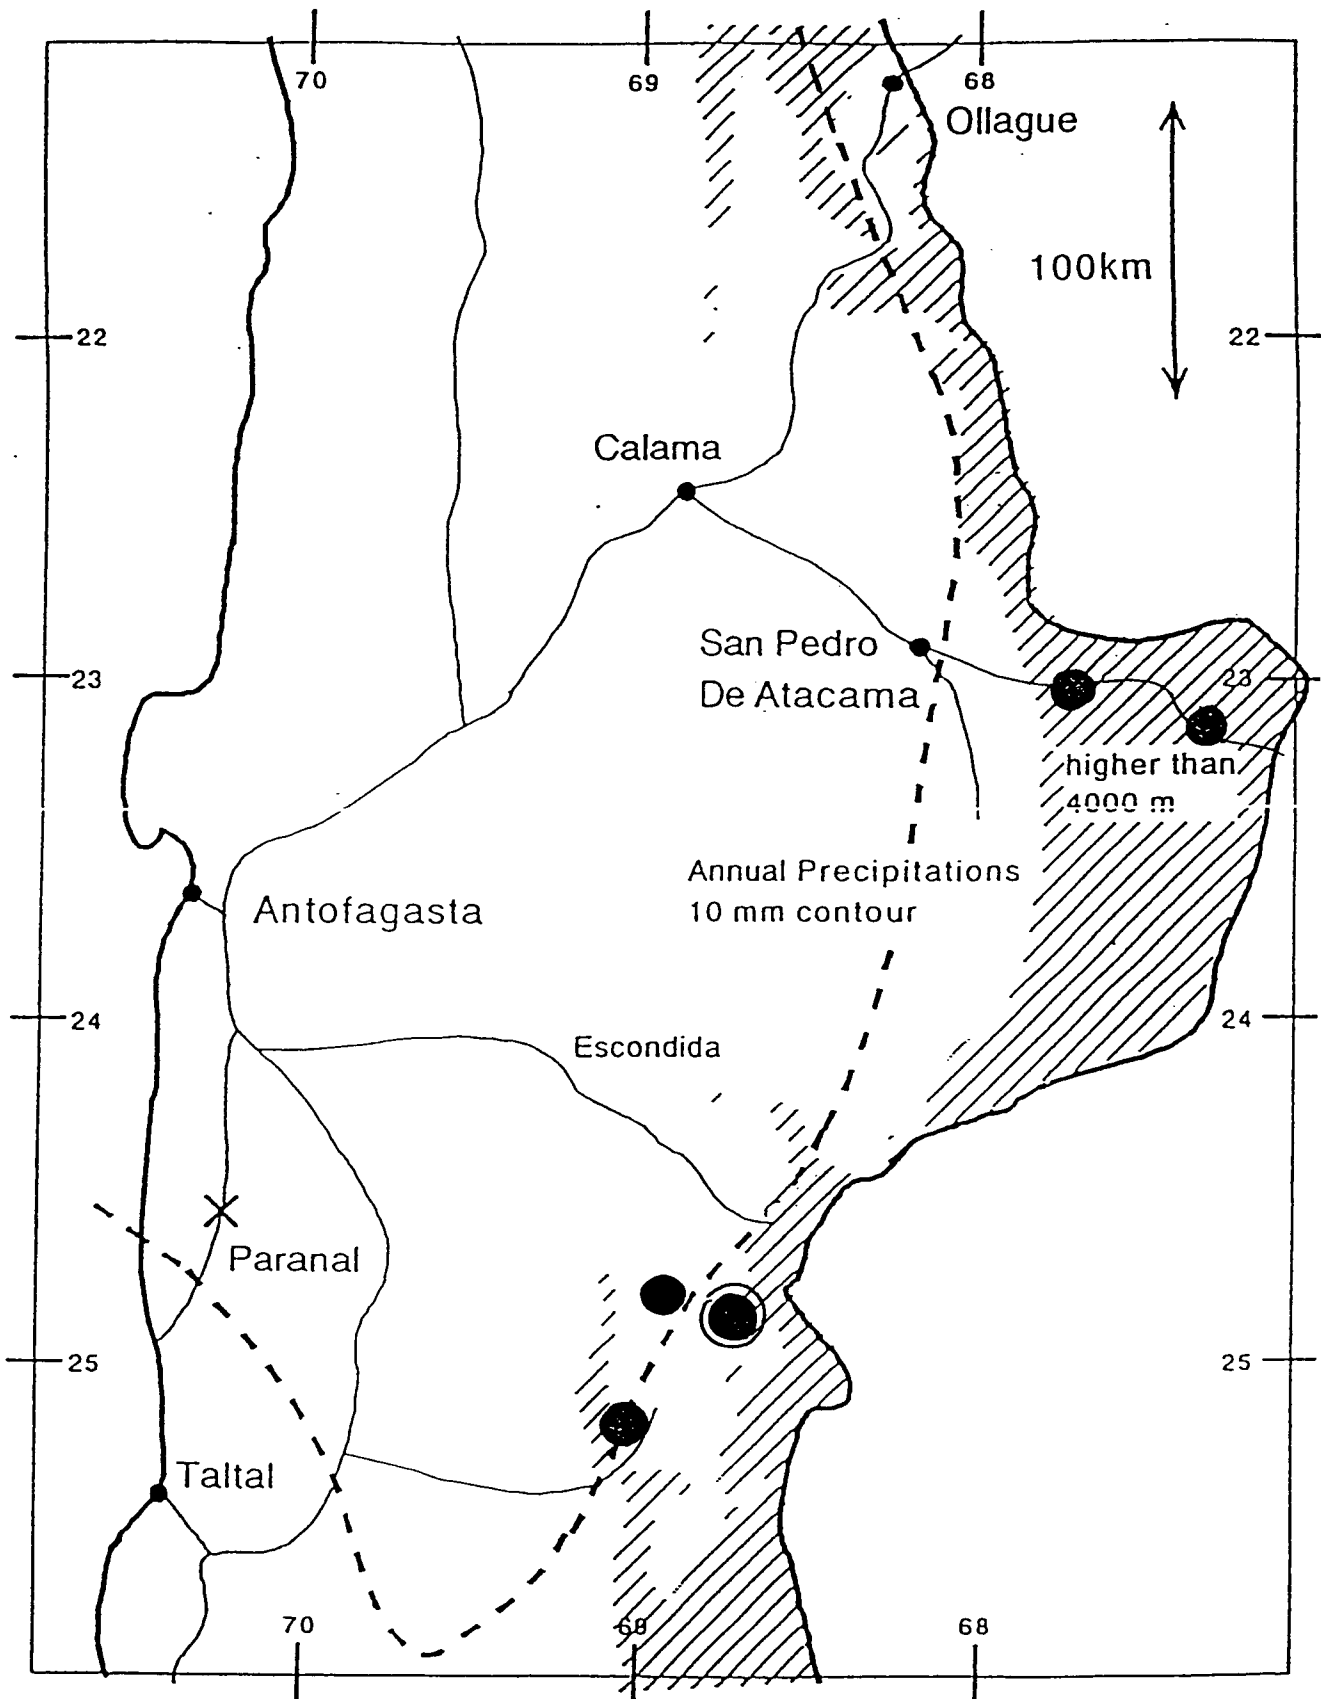 70
69
68
Ollague
100km
22
22
Calama
San Pedro
De Atacama
23
23
higher than
4000 m
Annual Precipitations
10 mm contour
Antofagasta
24
24
Escondida
Paranal
25
25
Taltal
70
69
68